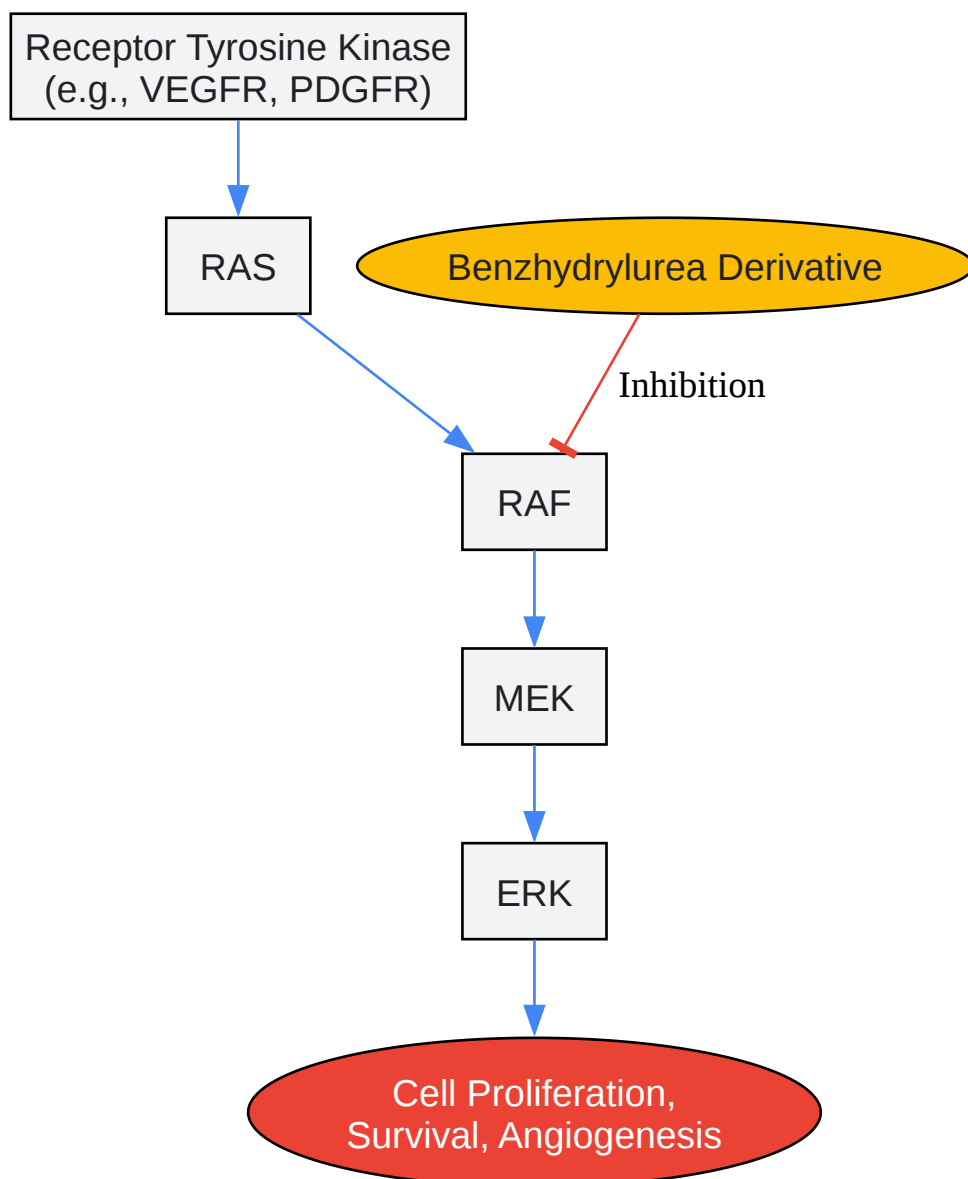 Receptor Tyrosine Kinase
(e.g., VEGFR, PDGFR)
RAS
Benzhydrylurea Derivative
Inhibition
RAF
MEK
ERK
Cell Proliferation,
Survival, Angiogenesis